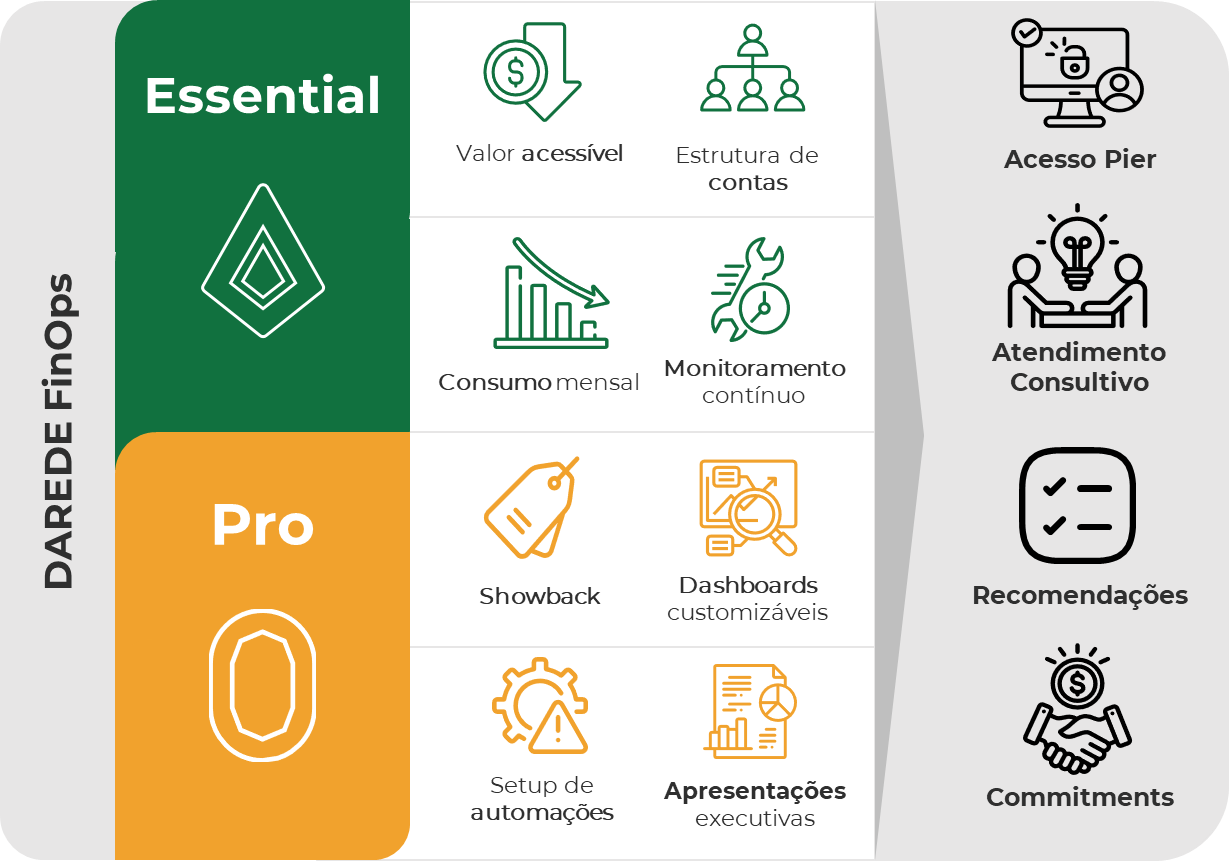 DAREDE FinOps
Essential
Valor acessível
Estrutura de
contas
Consumo mensal
Monitoramento
contínuo
Pro
Showback
Dashboards
customizáveis
Setup de
automações
Apresentações
executivas
Acesso Pier
Atendimento
Consultivo
Recomendações
Commitments